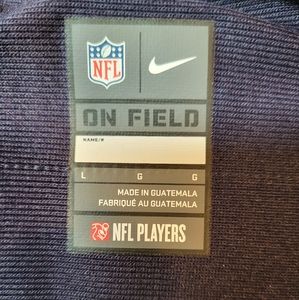 NFL
ON FIELD
NAME/#
L G G
MADE IN GUATEMALA
FABRIQUÉ AU GUATEMALA
NFL PLAYERS